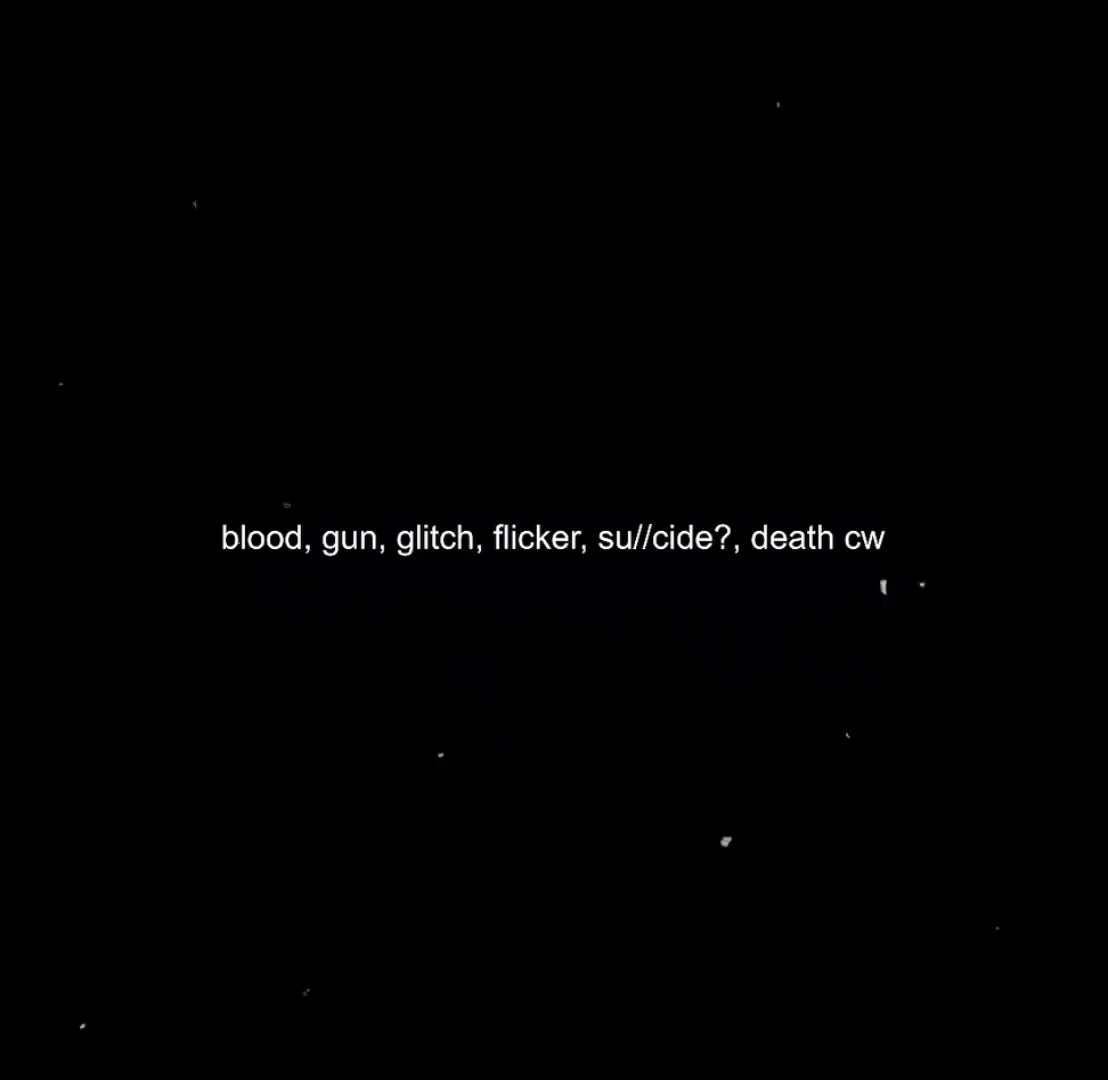 blood, gun, glitch, flicker, su//cide?, death cw